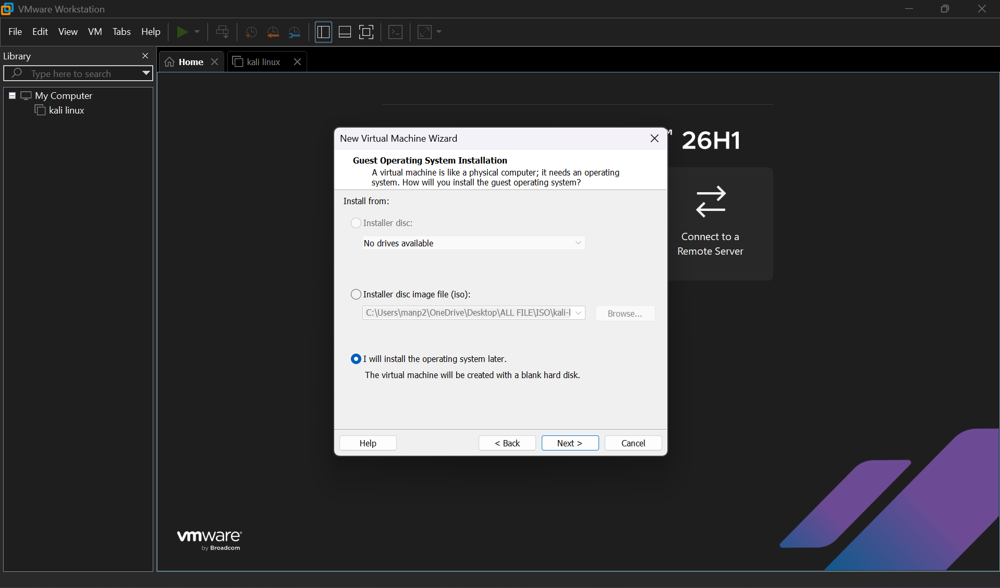 VMware Workstation
File Edit View VM Tabs Help
Library
Type here to search
My Computer
kali linux
Home
kali linux
26H1
Connect to a
Remote Server
New Virtual Machine Wizard
Guest Operating System Installation
A virtual machine is like a physical computer; it needs an operating
system. How will you install the guest operating system?
Install from:
Installer disc:
No drives available
Installer disc image file (iso):
C:\Users\manp2\OneDrive\Desktop\ALL FILE\ISO\kali-l
Browse...
I will install the operating system later.
The virtual machine will be created with a blank hard disk.
Help
< Back
Next >
Cancel
vmware®
by Broadcom